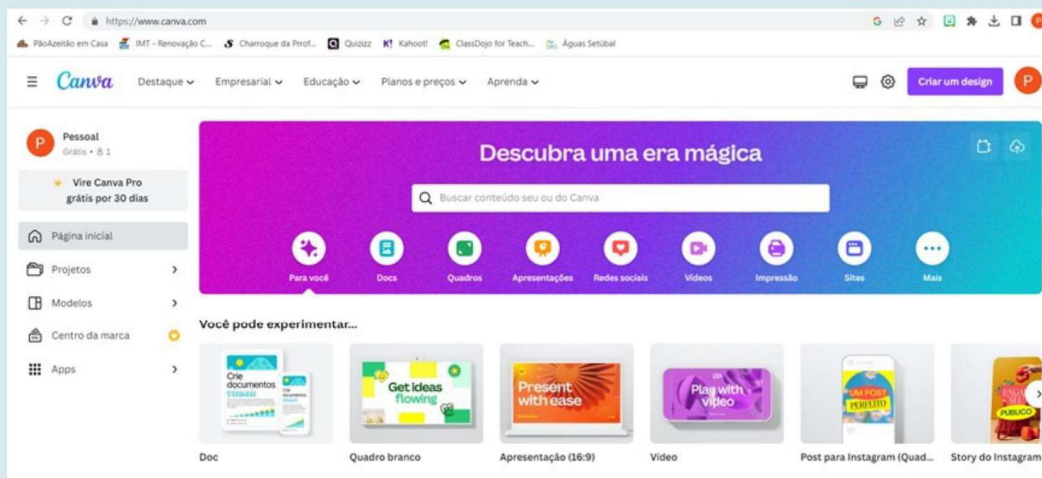 https://www.canva.com
PãoAzeitão em Casa IMT - Renovação C... Charroque da Prrof... Quizizz K! Kahoot! ClassDojo for Teach... Águas Setúbal
Canva Destaque Empresarial Educação Planos e preços Aprenda Criar um design P
P Pessoal
Grátis • 1
Vire Canva Pro
grátis por 30 dias
Página inicial
Projetos
Modelos
Centro da marca
Apps
Descubra uma era mágica
Buscar conteúdo seu ou do Canva
Para você Docs Quadros Apresentações Redes sociais Vídeos Impressão Sites Mais
Você pode experimentar...
Crie
documentos
Get ideas
flowing
Present
with ease
Play with
video
UM POST
PERFEITO
PÚBLICO
Doc Quadro branco Apresentação (16:9) Vídeo Post para Instagram (Quad... Story do Instagram